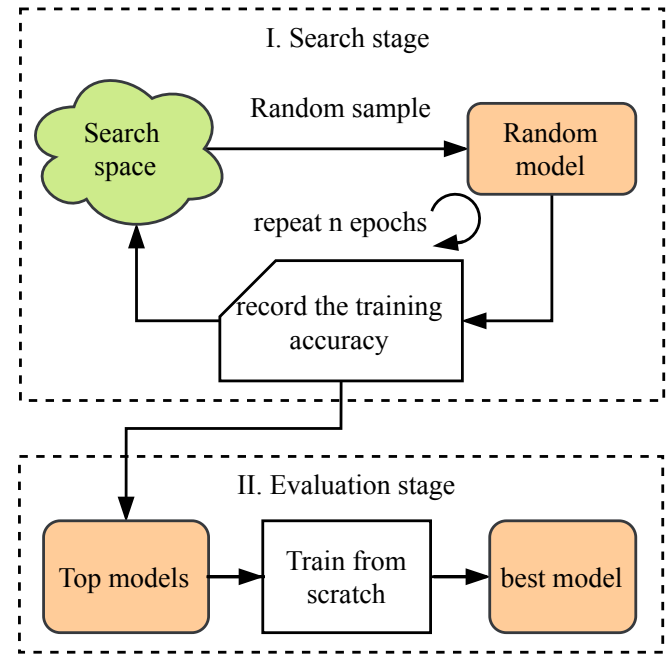 I. Search stage
Random sample
Search
space
Random
model
repeat n epochs
record the training
accuracy
II. Evaluation stage
Top models
Train from
scratch
best model